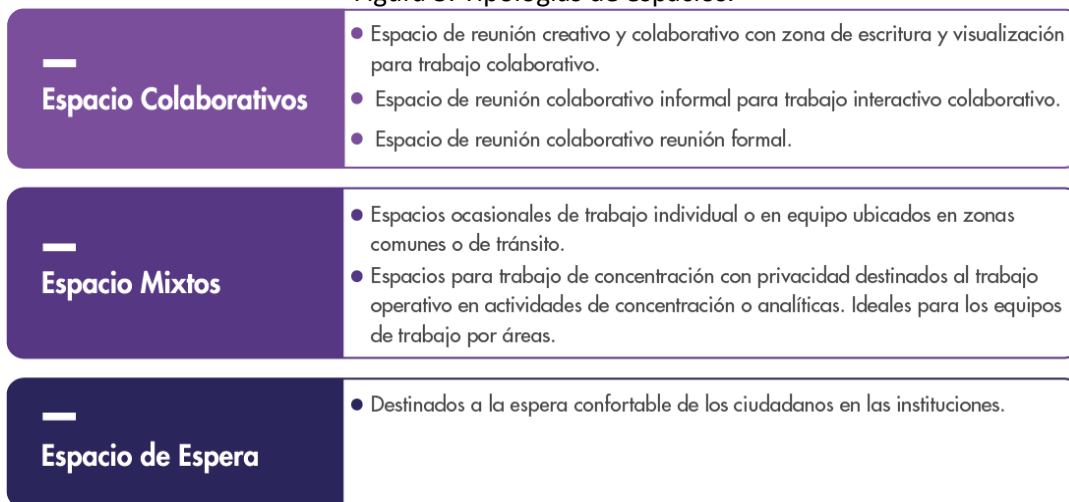 Espacio Colaborativos
● Espacio de reunión creativo y colaborativo con zona de escritura y visualización
para trabajo colaborativo.
● Espacio de reunión colaborativo informal para trabajo interactivo colaborativo.
● Espacio de reunión colaborativo reunión formal.
Espacio Mixtos
● Espacios ocasionales de trabajo individual o en equipo ubicados en zonas
comunes o de tránsito.
● Espacios para trabajo de concentración con privacidad destinados al trabajo
operativo en actividades de concentración o analíticas. Ideales para los equipos
de trabajo por áreas.
Espacio de Espera
● Destinados a la espera confortable de los ciudadanos en las instituciones.